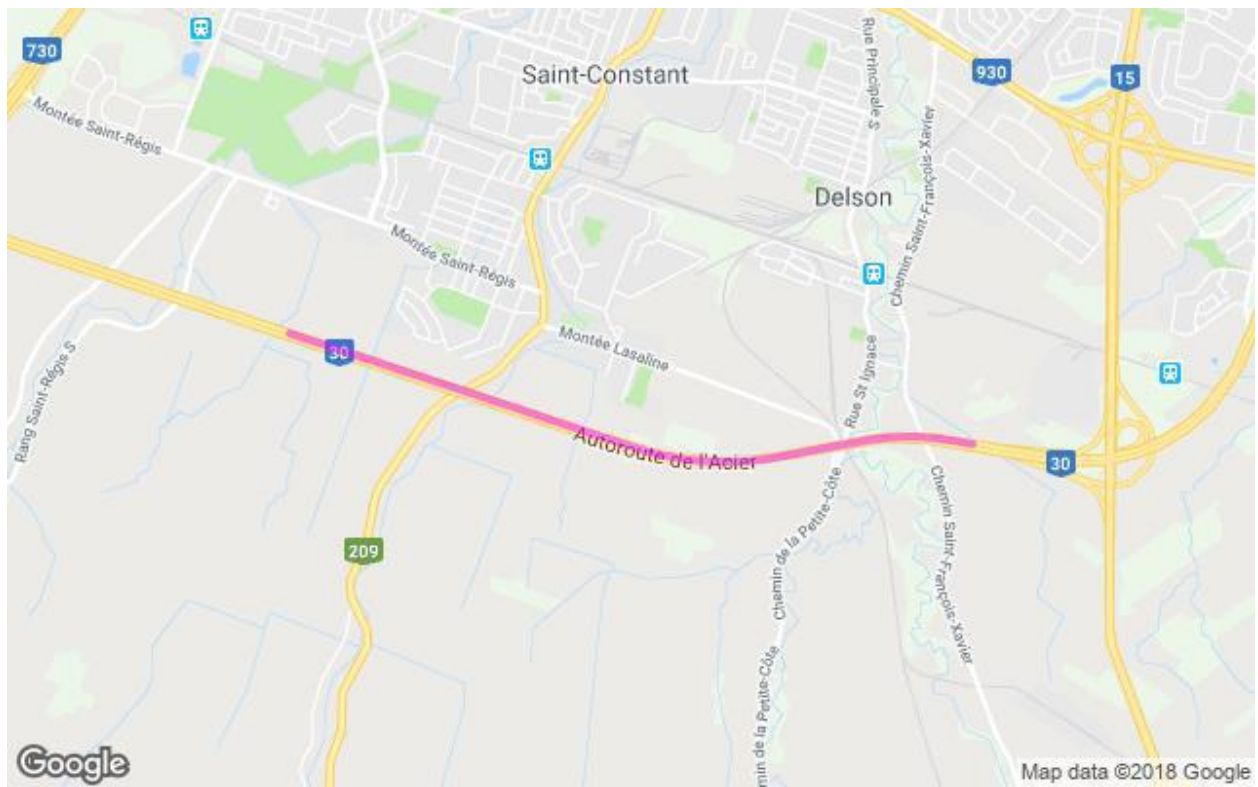 730
Montée Saint-Régis
Saint-Constant
Rue Principale S
930
15
Chemin Saint-François-Xavier
Delson
Montée Saint-Régis
Rang Saint-Régis S
30
Montée Lasaline
Rue St Ignace
Autoroute de l'Acier
30
Chemin de la Petite-Côte
Chemin Saint-François-Xavier
209
min de la Petite-Côte
Google
Map data ©2018 Google